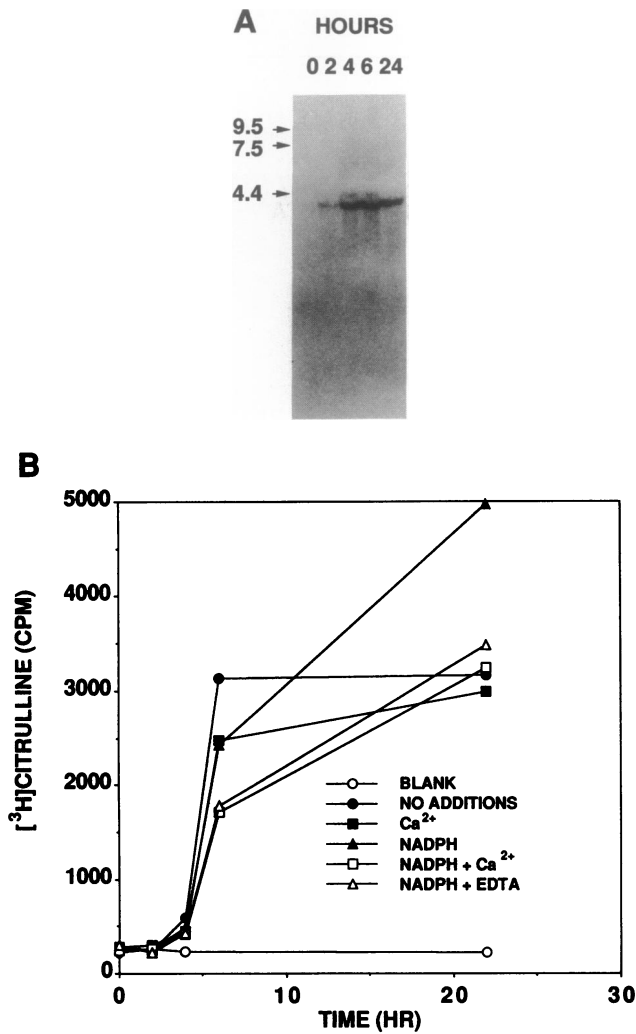 A
HOURS
0 2 4 6 24
9.5
7.5
4.4
B
5000
4000
3000
2000
1000
0
[³H]CITRULLINE (CPM)
BLANK
NO ADDITIONS
Ca²⁺
NADPH
NADPH + Ca²⁺
NADPH + EDTA
0 10 20 30
TIME (HR)